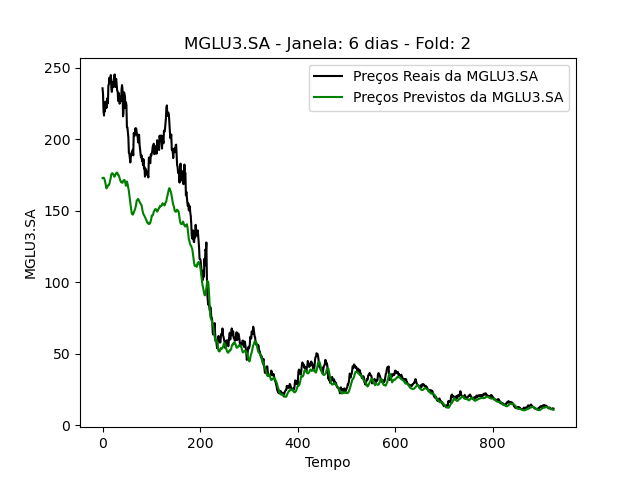 MGLU3.SA - Janela: 6 dias - Fold: 2
Preços Reais da MGLU3.SA
Preços Previstos da MGLU3.SA
250
200
150
100
50
0
MGLU3.SA
0 200 400 600 800
Tempo